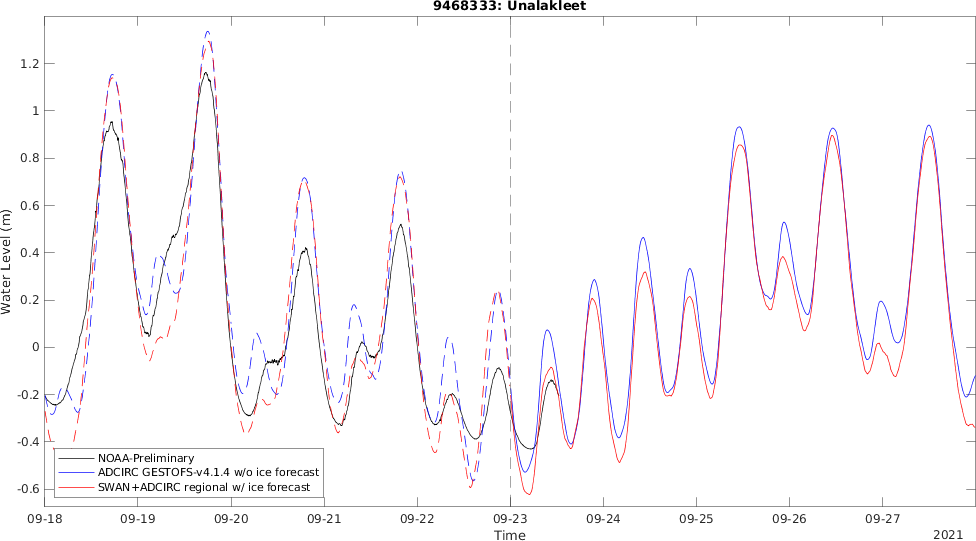 9468333: Unalakleet
Water Level (m)
1.2
1
0.8
0.6
0.4
0.2
0
-0.2
-0.4
-0.6
NOAA-Preliminary
ADCIRC GESTOFS-v4.1.4 w/o ice forecast
SWAN+ADCIRC regional w/ ice forecast
09-18 09-19 09-20 09-21 09-22 09-23 09-24 09-25 09-26 09-27
Time
2021